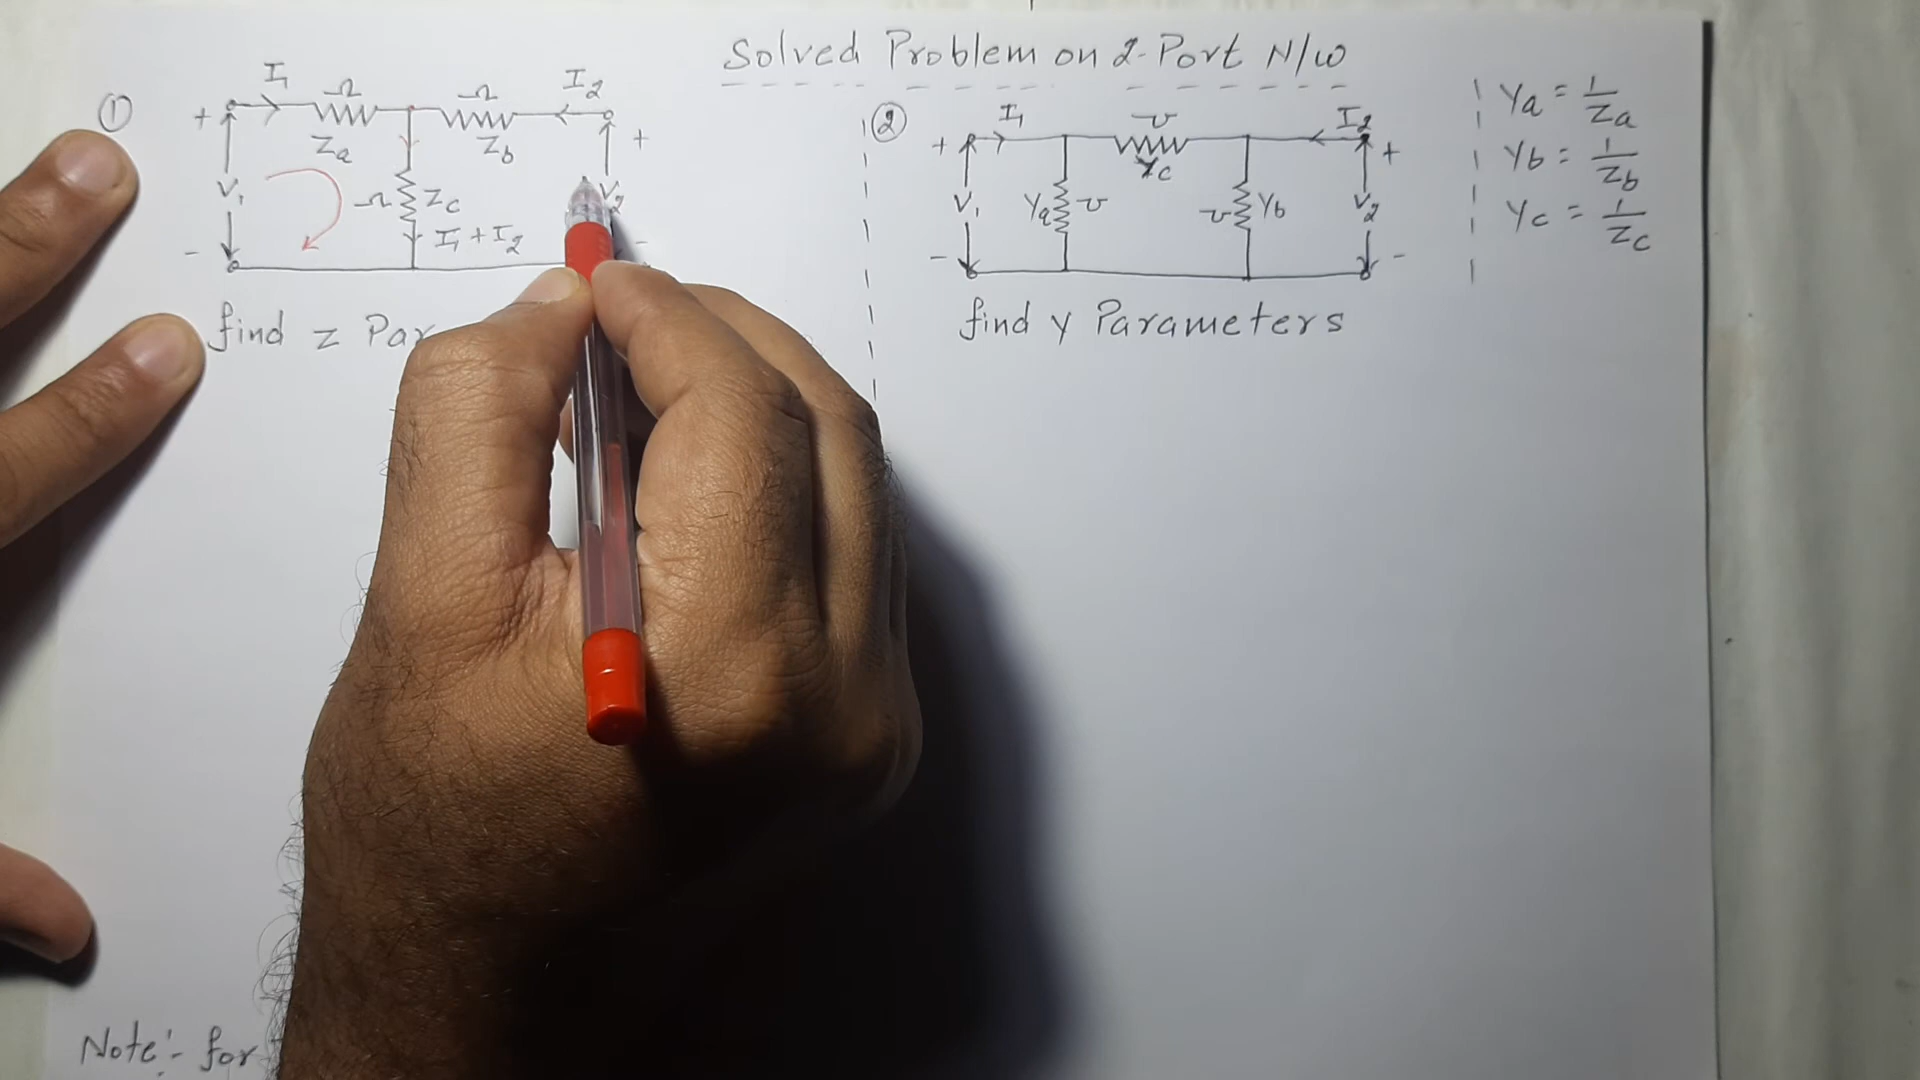 Solved Problem on 2-Port N/W
①
I₁
Ω
Ω
I₂
+
Za
Zb
+
V₁
Ω
Zc
V₂
I₁ + I₂
-
-
find z Par
②
I₁
℧
I₂
+
Yc
+
V₁
Ya
℧
℧
Yb
V₂
-
-
find y Parameters
Ya = 1/Za
Yb = 1/Zb
Yc = 1/Zc
Note:- for